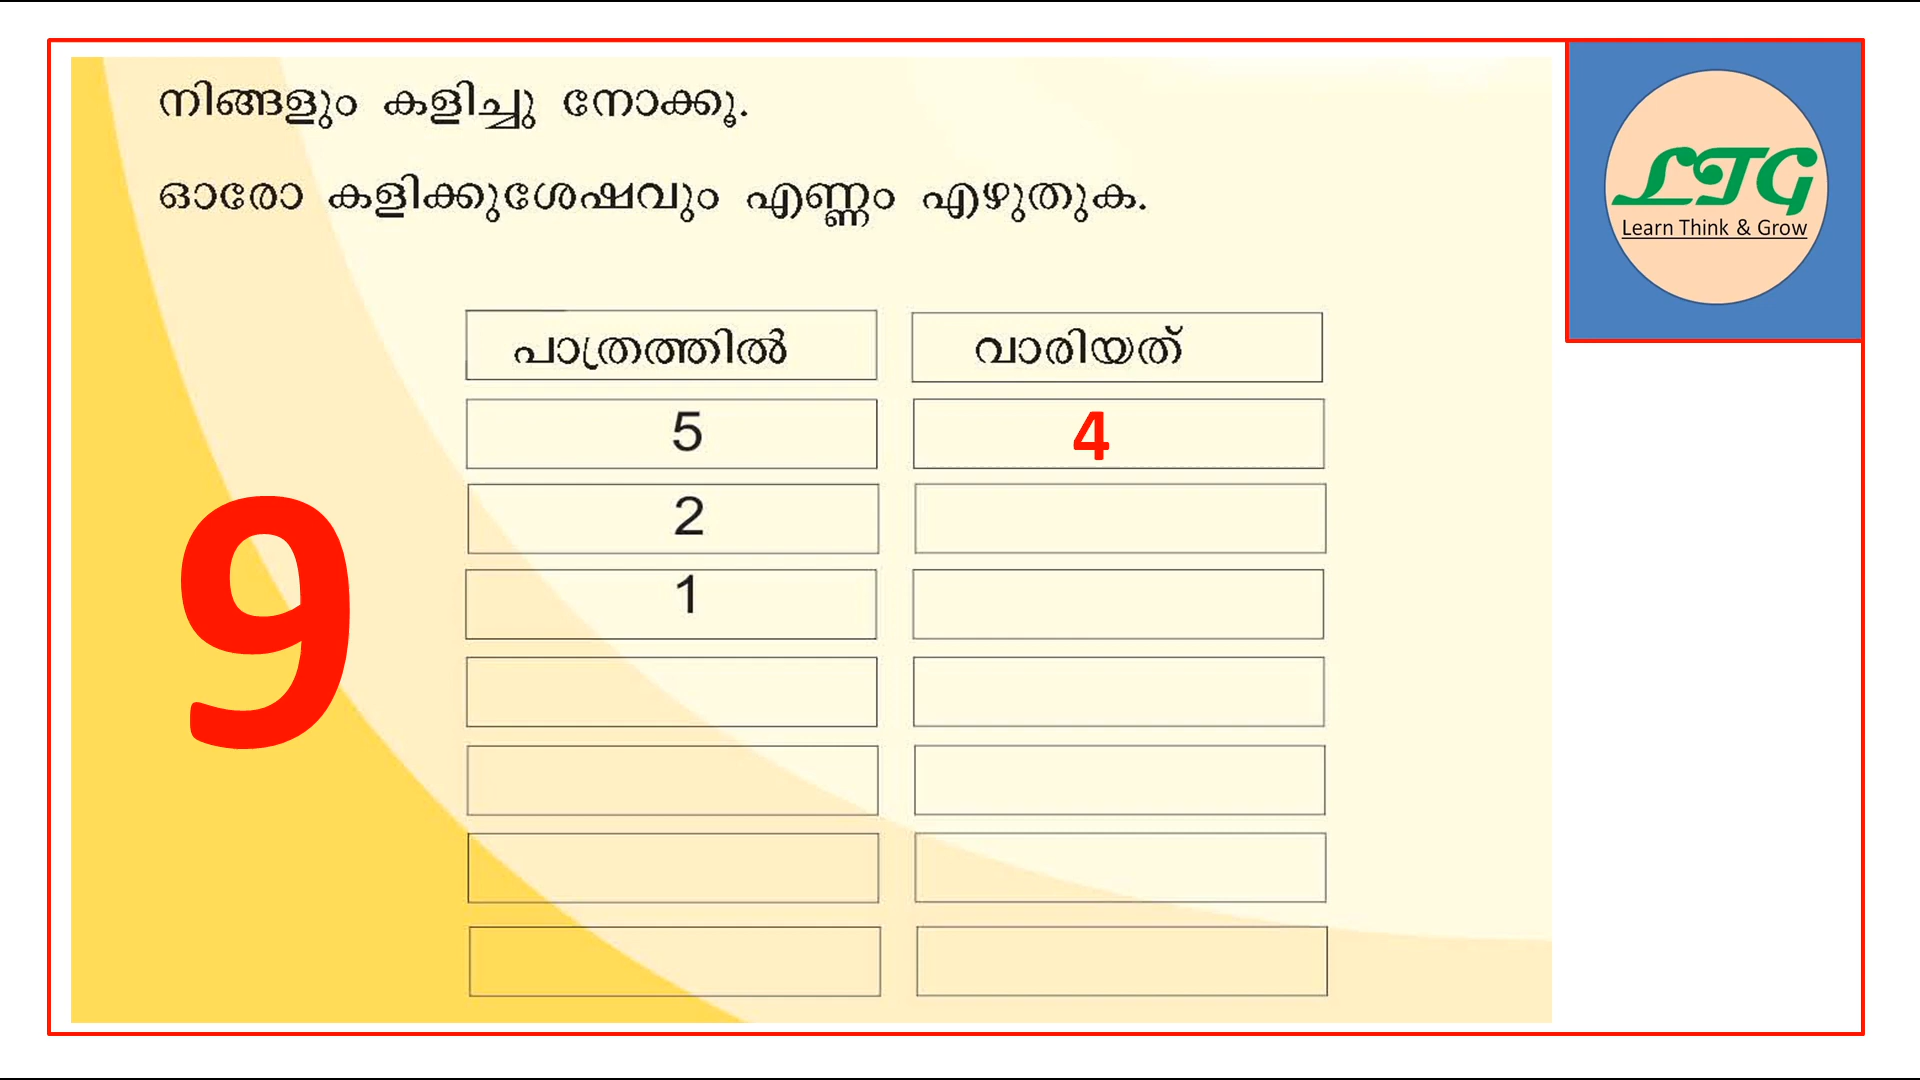 നിങ്ങളും കളിച്ചു നോക്കൂ.
ഓരോ കളിക്കുശേഷവും എണ്ണം എഴുതുക.
LTG
Learn Think & Grow
പാത്രത്തിൽ വാരിയത്
5 4
2
1
9